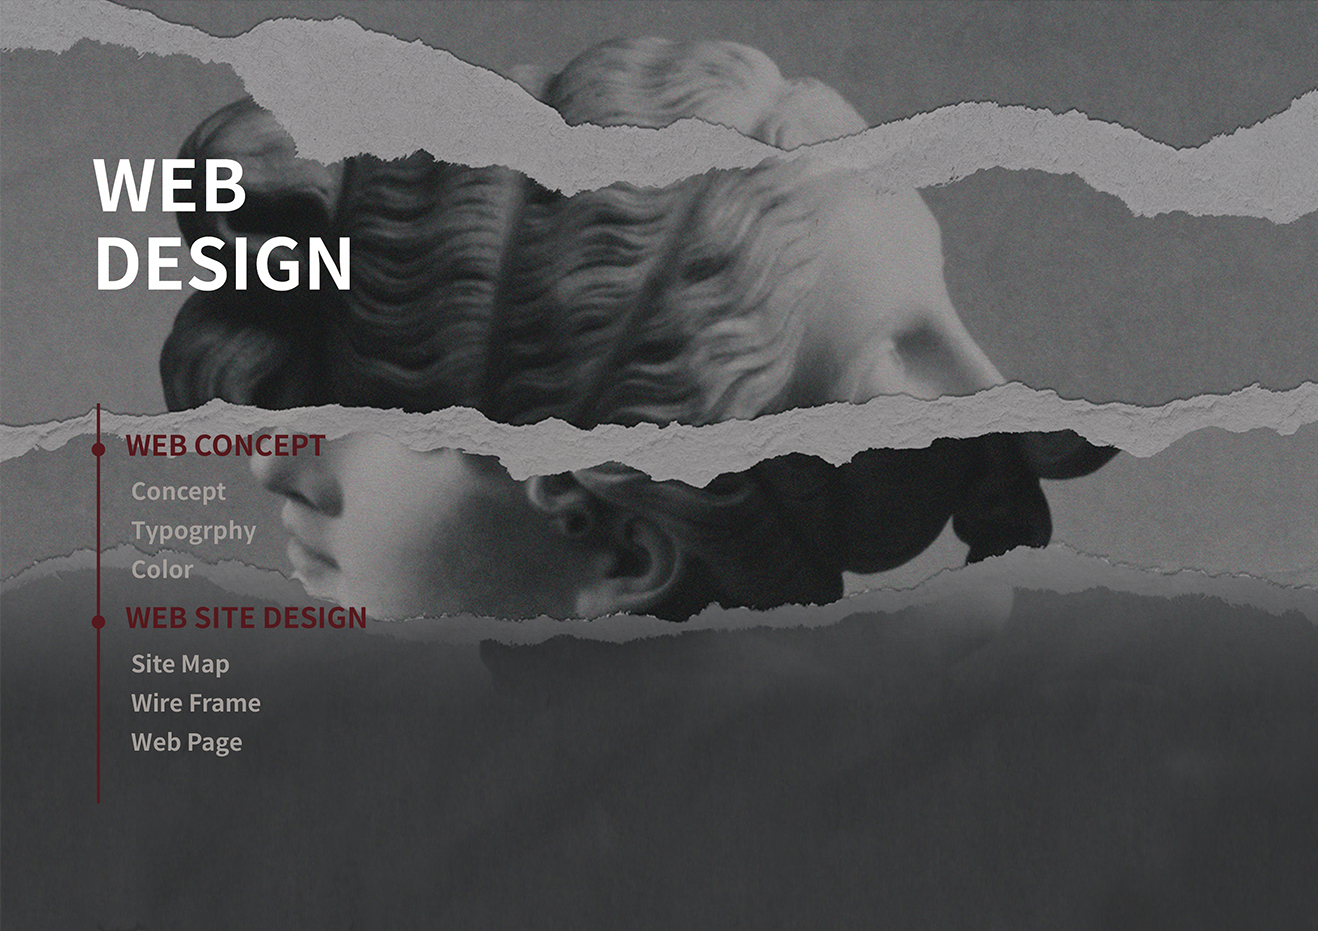 WEB
DESIGN
WEB CONCEPT
Concept
Typogrphy
Color
WEB SITE DESIGN
Site Map
Wire Frame
Web Page